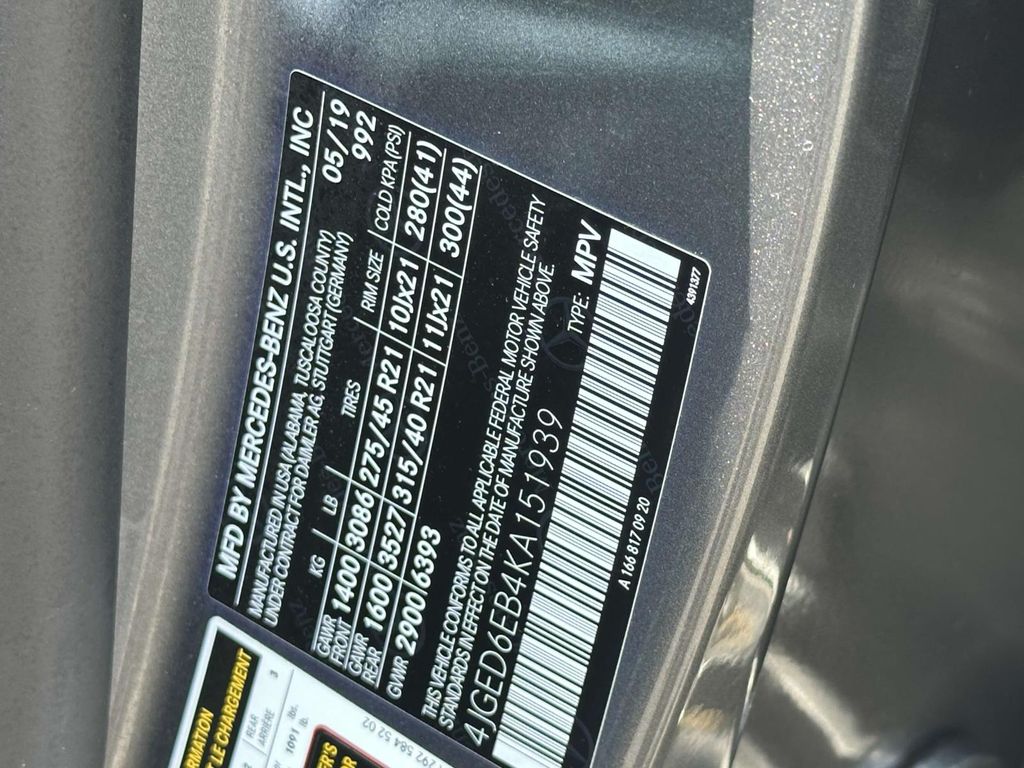 MFD BY MERCEDES-BENZ U.S. INTL., INC
MANUFACTURED IN USA (ALABAMA, TUSCALOOSA COUNTY) 05/19
UNDER CONTRACT FOR DAIMLER AG, STUTTGART (GERMANY) 992
KG LB TIRES RIM SIZE COLD KPA (PSI)
GAWR FRONT 1400 3086 275/45 R21 10Jx21 280(41)
GAWR REAR 1600 3527 315/40 R21 11Jx21 300(44)
GVWR 2900 6393
THIS VEHICLE CONFORMS TO ALL APPLICABLE FEDERAL MOTOR VEHICLE SAFETY
STANDARDS IN EFFECT ON THE DATE OF MANUFACTURE SHOWN ABOVE.
4JGED6EB4KA151939 TYPE: MPV
A 166 817 09 20
4391377
LE CHARGEMENT
REAR
ARRIÈRE 3
1091 lb.
292 584 52 02